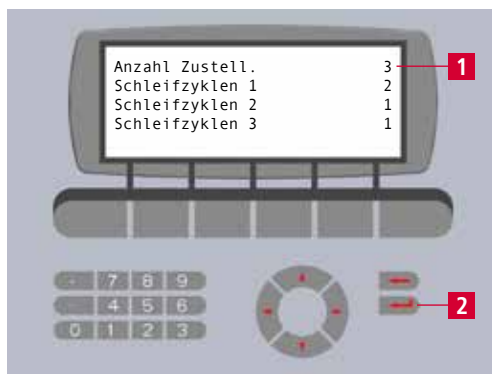 Anzahl Zustell. 3
Schleifzyklen 1 2
Schleifzyklen 2 1
Schleifzyklen 3 1
1
7 8 9
4 5 6
0 1 2 3
2